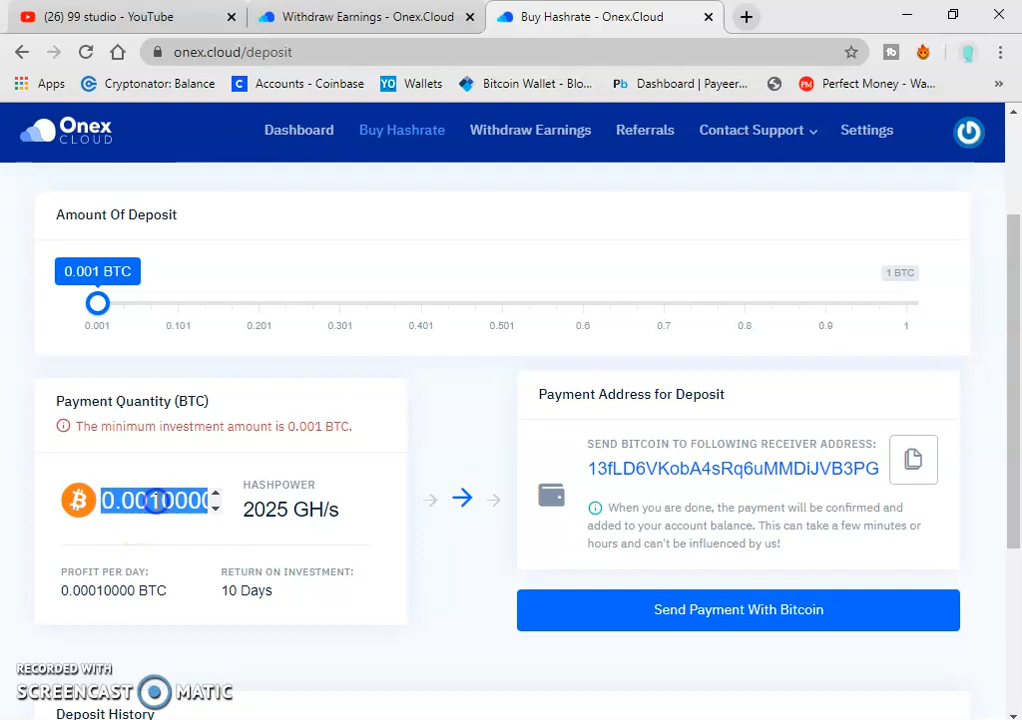 (26) 99 studio - YouTube
Withdraw Earnings - Onex.Cloud
Buy Hashrate - Onex.Cloud
onex.cloud/deposit
Apps
Cryptonator: Balance
C Accounts - Coinbase
YO Wallets
Bitcoin Wallet - Blo...
Pb Dashboard | Payeer...
PM Perfect Money - Wa...
»
Onex
CLOUD
Dashboard
Buy Hashrate
Withdraw Earnings
Referrals
Contact Support
Settings
Amount Of Deposit
0.001 BTC
1 BTC
0.001 0.101 0.201 0.301 0.401 0.501 0.6 0.7 0.8 0.9 1
Payment Quantity (BTC)
The minimum investment amount is 0.001 BTC.
0.0010000
HASHPOWER
2025 GH/s
PROFIT PER DAY:
0.00010000 BTC
RETURN ON INVESTMENT:
10 Days
Payment Address for Deposit
SEND BITCOIN TO FOLLOWING RECEIVER ADDRESS:
13fLD6VKobA4sRq6uMMDiJVB3PG
When you are done, the payment will be confirmed and
added to your account balance. This can take a few minutes or
hours and can't be influenced by us!
Send Payment With Bitcoin
RECORDED WITH
SCREENCAST MATIC
Deposit History